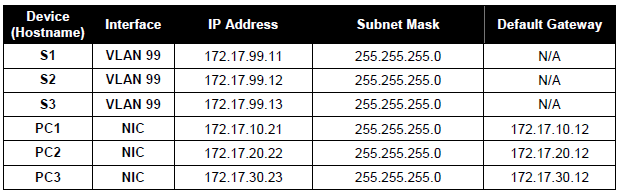 Device (Hostname) Interface IP Address Subnet Mask Default Gateway
S1 VLAN 99 172.17.99.11 255.255.255.0 N/A
S2 VLAN 99 172.17.99.12 255.255.255.0 N/A
S3 VLAN 99 172.17.99.13 255.255.255.0 N/A
PC1 NIC 172.17.10.21 255.255.255.0 172.17.10.12
PC2 NIC 172.17.20.22 255.255.255.0 172.17.20.12
PC3 NIC 172.17.30.23 255.255.255.0 172.17.30.12